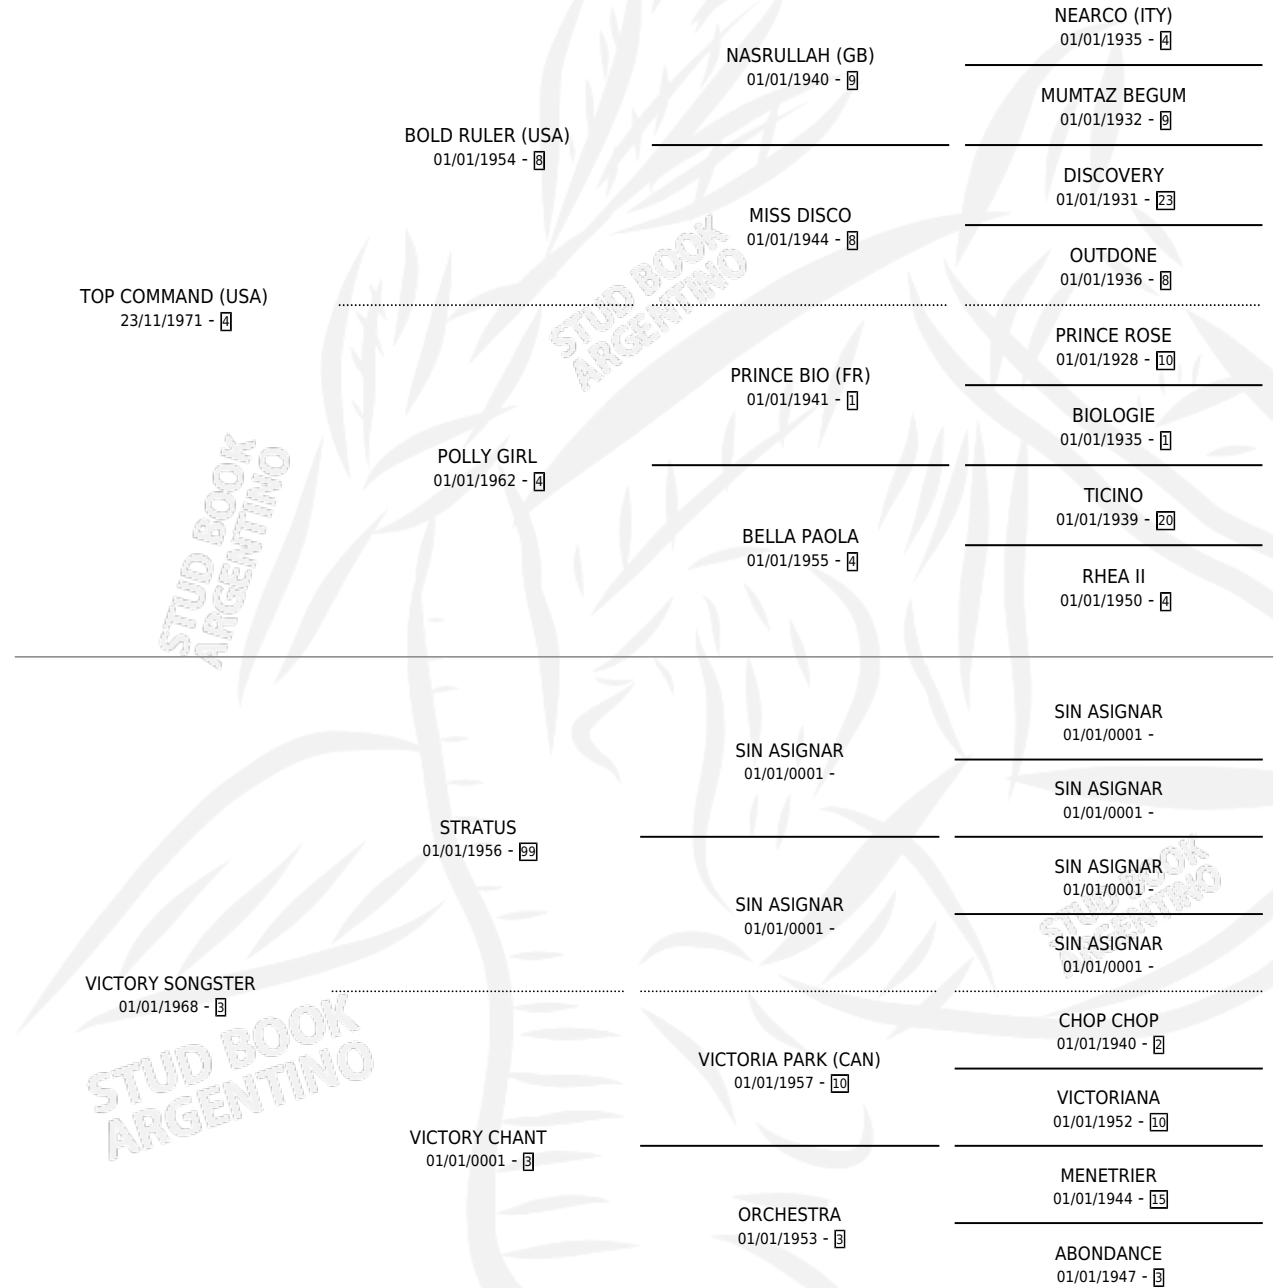 NEARCO (ITY)
01/01/1935 - 4
NASRULLAH (GB)
01/01/1940 - 9
MUMTAZ BEGUM
01/01/1932 - 9
BOLD RULER (USA)
01/01/1954 - 8
DISCOVERY
01/01/1931 - 23
MISS DISCO
01/01/1944 - 8
OUTDONE
01/01/1936 - 8
TOP COMMAND (USA)
23/11/1971 - 4
STUD BOOK
ARGENTINO
PRINCE ROSE
01/01/1928 - 10
PRINCE BIO (FR)
01/01/1941 - 1
BIOLOGIE
01/01/1935 - 1
POLLY GIRL
01/01/1962 - 4
TICINO
01/01/1939 - 20
BELLA PAOLA
01/01/1955 - 4
RHEA II
01/01/1950 - 4
STUD BOOK
ARGENTINO
SIN ASIGNAR
01/01/0001 -
SIN ASIGNAR
01/01/0001 -
SIN ASIGNAR
01/01/0001 -
STRATUS
01/01/1956 - 99
SIN ASIGNAR
01/01/0001 -
SIN ASIGNAR
01/01/0001 -
SIN ASIGNAR
01/01/0001 -
STUD BOOK
ARGENTINO
VICTORY SONGSTER
01/01/1968 - 3
CHOP CHOP
01/01/1940 - 2
VICTORIA PARK (CAN)
01/01/1957 - 10
VICTORIANA
01/01/1952 - 10
STUD BOOK
ARGENTINO
VICTORY CHANT
01/01/0001 - 3
MENETRIER
01/01/1944 - 15
ORCHESTRA
01/01/1953 - 3
ABONDANCE
01/01/1947 - 3